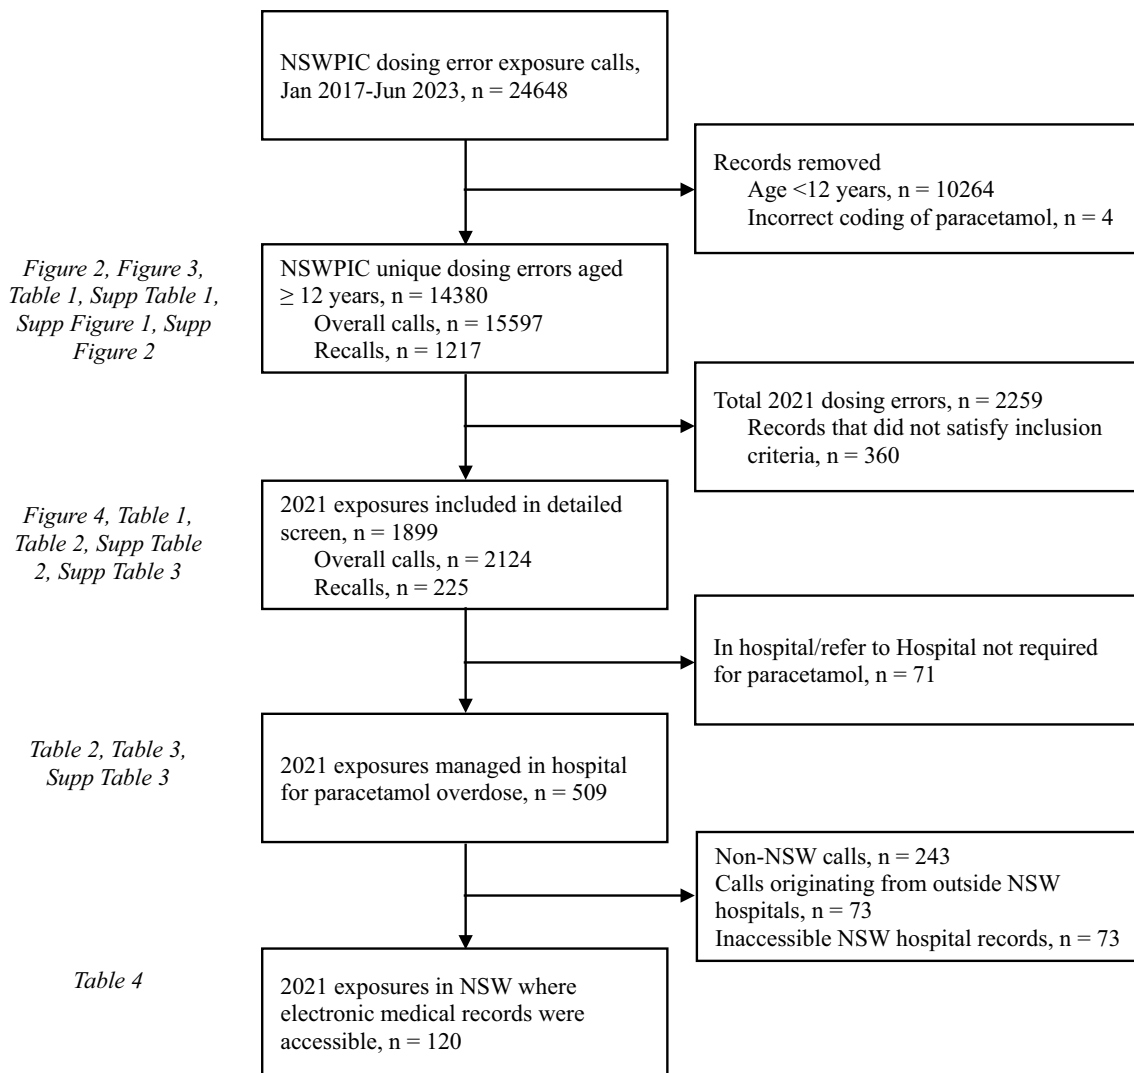 NSWPIC dosing error exposure calls,
Jan 2017-Jun 2023, n = 24648
Records removed
Age <12 years, n = 10264
Incorrect coding of paracetamol, n = 4
Figure 2, Figure 3,
Table 1, Supp Table 1,
Supp Figure 1, Supp
Figure 2
NSWPIC unique dosing errors aged
≥ 12 years, n = 14380
Overall calls, n = 15597
Recalls, n = 1217
Total 2021 dosing errors, n = 2259
Records that did not satisfy inclusion
criteria, n = 360
Figure 4, Table 1,
Table 2, Supp Table
2, Supp Table 3
2021 exposures included in detailed
screen, n = 1899
Overall calls, n = 2124
Recalls, n = 225
In hospital/refer to Hospital not required
for paracetamol, n = 71
Table 2, Table 3,
Supp Table 3
2021 exposures managed in hospital
for paracetamol overdose, n = 509
Non-NSW calls, n = 243
Calls originating from outside NSW
hospitals, n = 73
Inaccessible NSW hospital records, n = 73
Table 4
2021 exposures in NSW where
electronic medical records were
accessible, n = 120